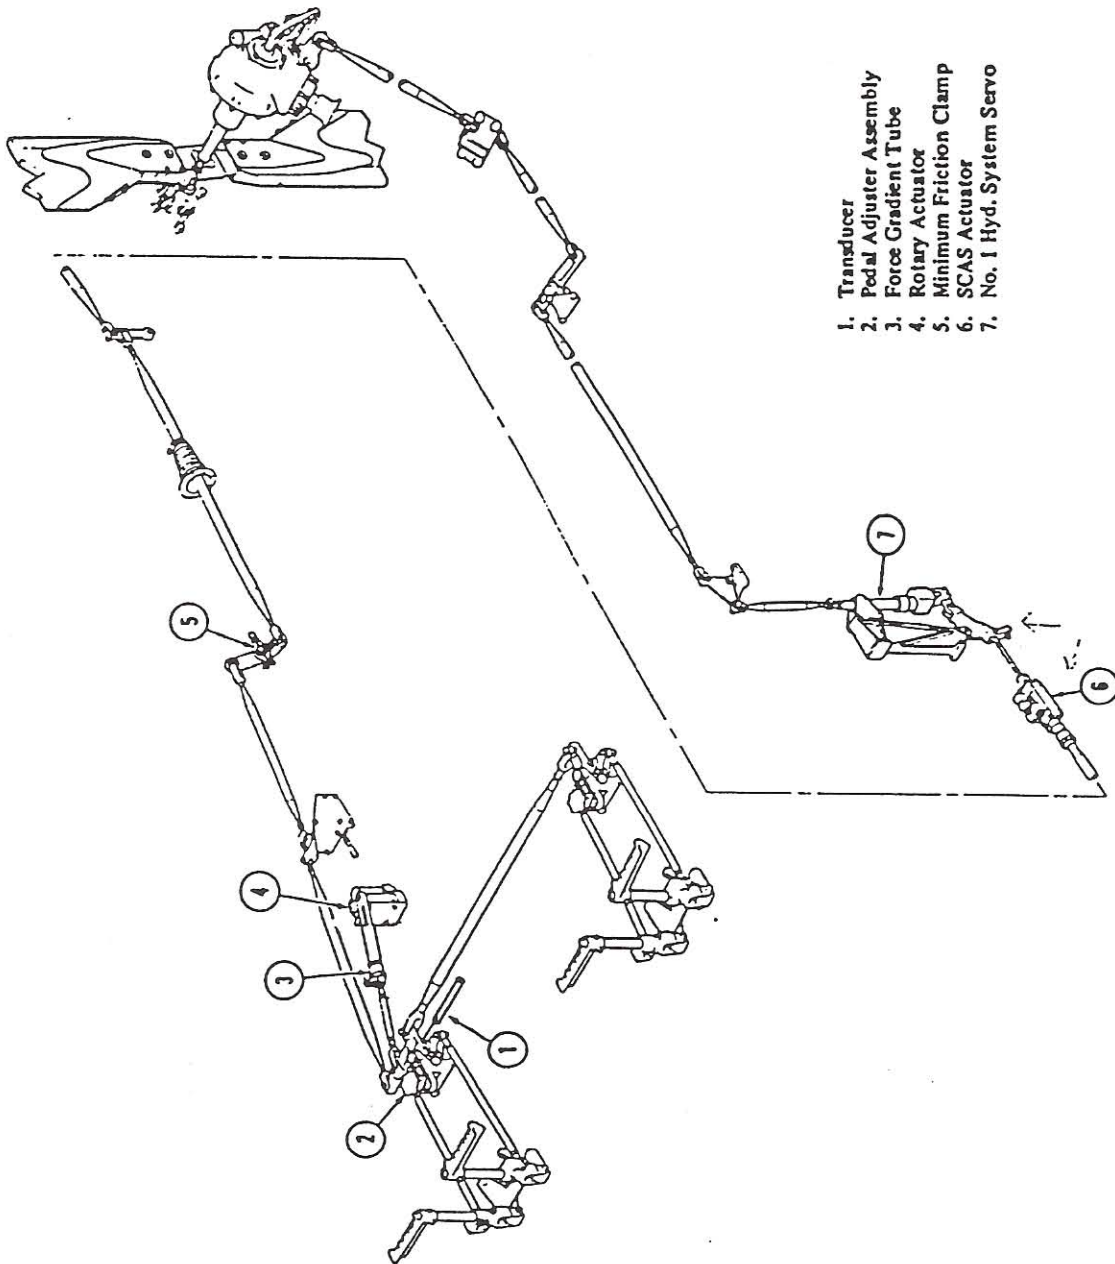 1. Transducer
2. Pedal Adjuster Assembly
3. Force Gradient Tube
4. Rotary Actuator
5. Minimum Friction Clamp
6. SCAS Actuator
7. No. 1 Hyd. System Servo
5
4
3
2
1
7
6